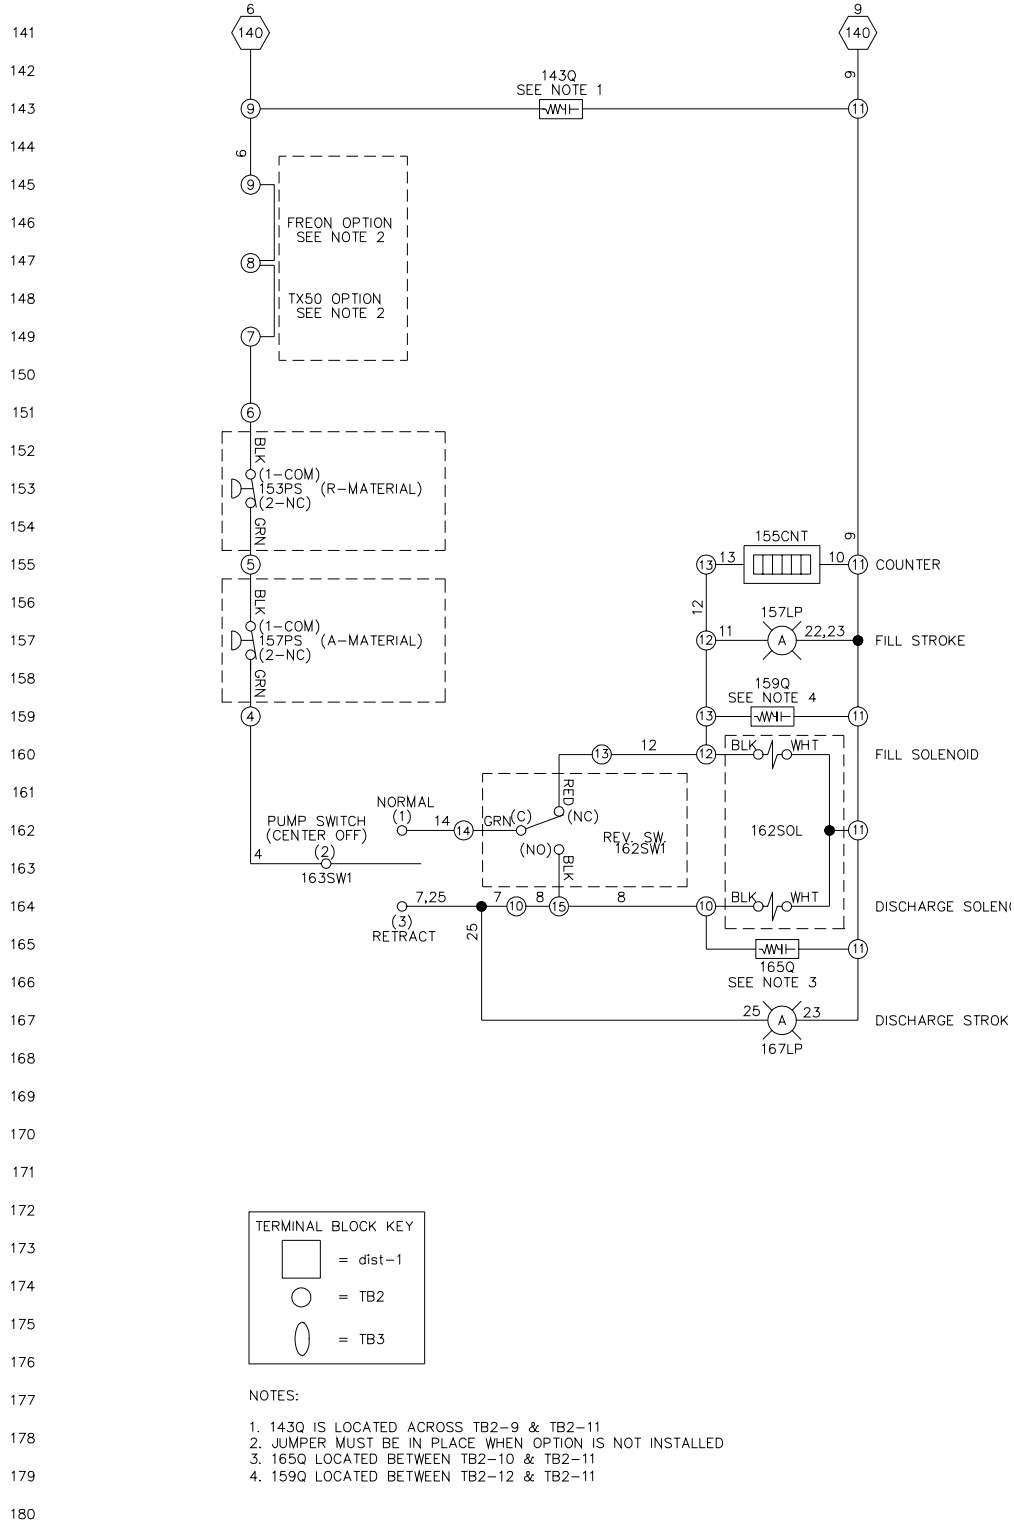 6
9
141
140
140
142
9
143Q
SEE NOTE 1
143
9
11
144
6
145
9
146
FREON OPTION
SEE NOTE 2
147
8
148
TX50 OPTION
SEE NOTE 2
149
7
150
151
6
152
BLK
(1-COM)
153
153PS (R-MATERIAL)
(2-NC)
154
GRN
9
155CNT
155
5
13
13
10
11
COUNTER
156
BLK
12
157LP
(1-COM)
157
157PS (A-MATERIAL)
(2-NC)
12
11
A
22,23
FILL STROKE
158
GRN
159Q
SEE NOTE 4
159
4
13
11
160
13
12
12
BLK
WHT
FILL SOLENOID
161
RED
NORMAL
(1)
(NC)
162
PUMP SWITCH
(CENTER OFF)
(2)
14
14
GRN
(C)
REV. SW.
162SW1
162SOL
11
163
4
163SW1
(NO)
BLK
164
7,25
7
10
8
15
8
10
BLK
WHT
DISCHARGE SOLENO
(3)
RETRACT
25
165
11
165Q
166
SEE NOTE 3
167
25
A
23
DISCHARGE STROK
167LP
168
169
170
171
172
TERMINAL BLOCK KEY
173
= dist-1
174
= TB2
175
= TB3
176
177
NOTES:
178
1. 143Q IS LOCATED ACROSS TB2-9 & TB2-11
2. JUMPER MUST BE IN PLACE WHEN OPTION IS NOT INSTALLED
3. 165Q LOCATED BETWEEN TB2-10 & TB2-11
179
4. 159Q LOCATED BETWEEN TB2-12 & TB2-11
180